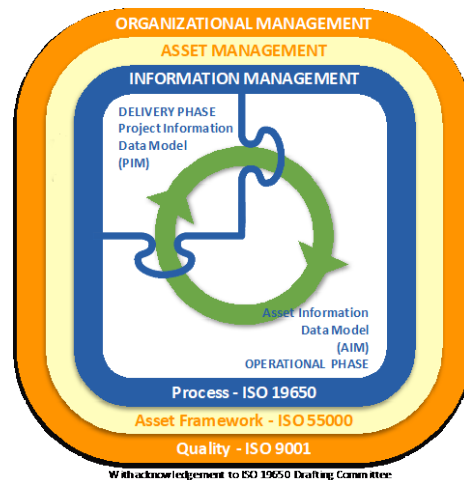 ORGANIZATIONAL MANAGEMENT
ASSET MANAGEMENT
INFORMATION MANAGEMENT
DELIVERY PHASE
Project Information
Data Model
(PIM)
Asset Information
Data Model
(AIM)
OPERATIONAL PHASE
Process - ISO 19650
Asset Framework - ISO 55000
Quality - ISO 9001
With acknowledgement to ISO 19650 Drafting Committee